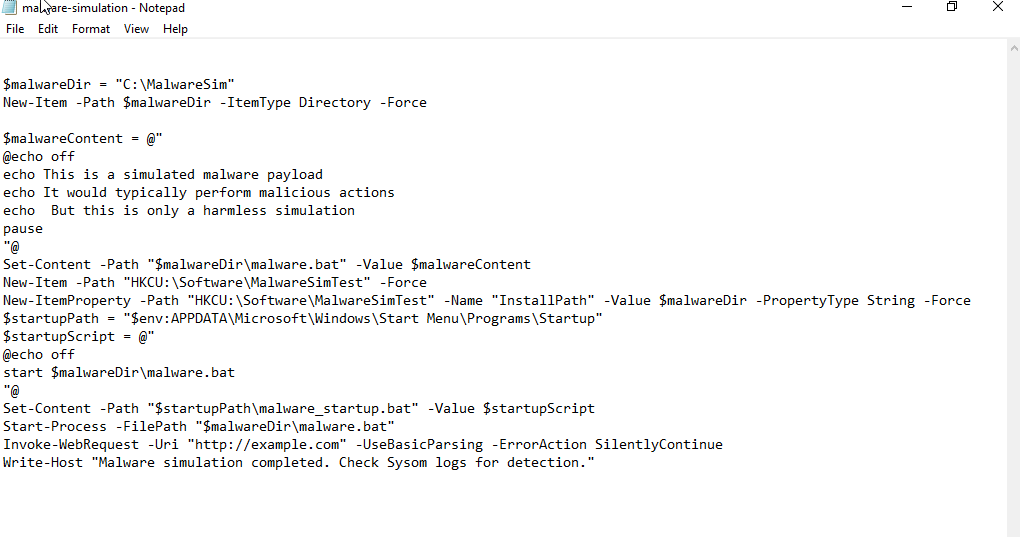 malware-simulation - Notepad
File Edit Format View Help
$malwareDir = "C:\MalwareSim"
New-Item -Path $malwareDir -ItemType Directory -Force
$malwareContent = @"
@echo off
echo This is a simulated malware payload
echo It would typically perform malicious actions
echo  But this is only a harmless simulation
pause
"@
Set-Content -Path "$malwareDir\malware.bat" -Value $malwareContent
New-Item -Path "HKCU:\Software\MalwareSimTest" -Force
New-ItemProperty -Path "HKCU:\Software\MalwareSimTest" -Name "InstallPath" -Value $malwareDir -PropertyType String -Force
$startupPath = "$env:APPDATA\Microsoft\Windows\Start Menu\Programs\Startup"
$startupScript = @"
@echo off
start $malwareDir\malware.bat
"@
Set-Content -Path "$startupPath\malware_startup.bat" -Value $startupScript
Start-Process -FilePath "$malwareDir\malware.bat"
Invoke-WebRequest -Uri "http://example.com" -UseBasicParsing -ErrorAction SilentlyContinue
Write-Host "Malware simulation completed. Check Sysom logs for detection."